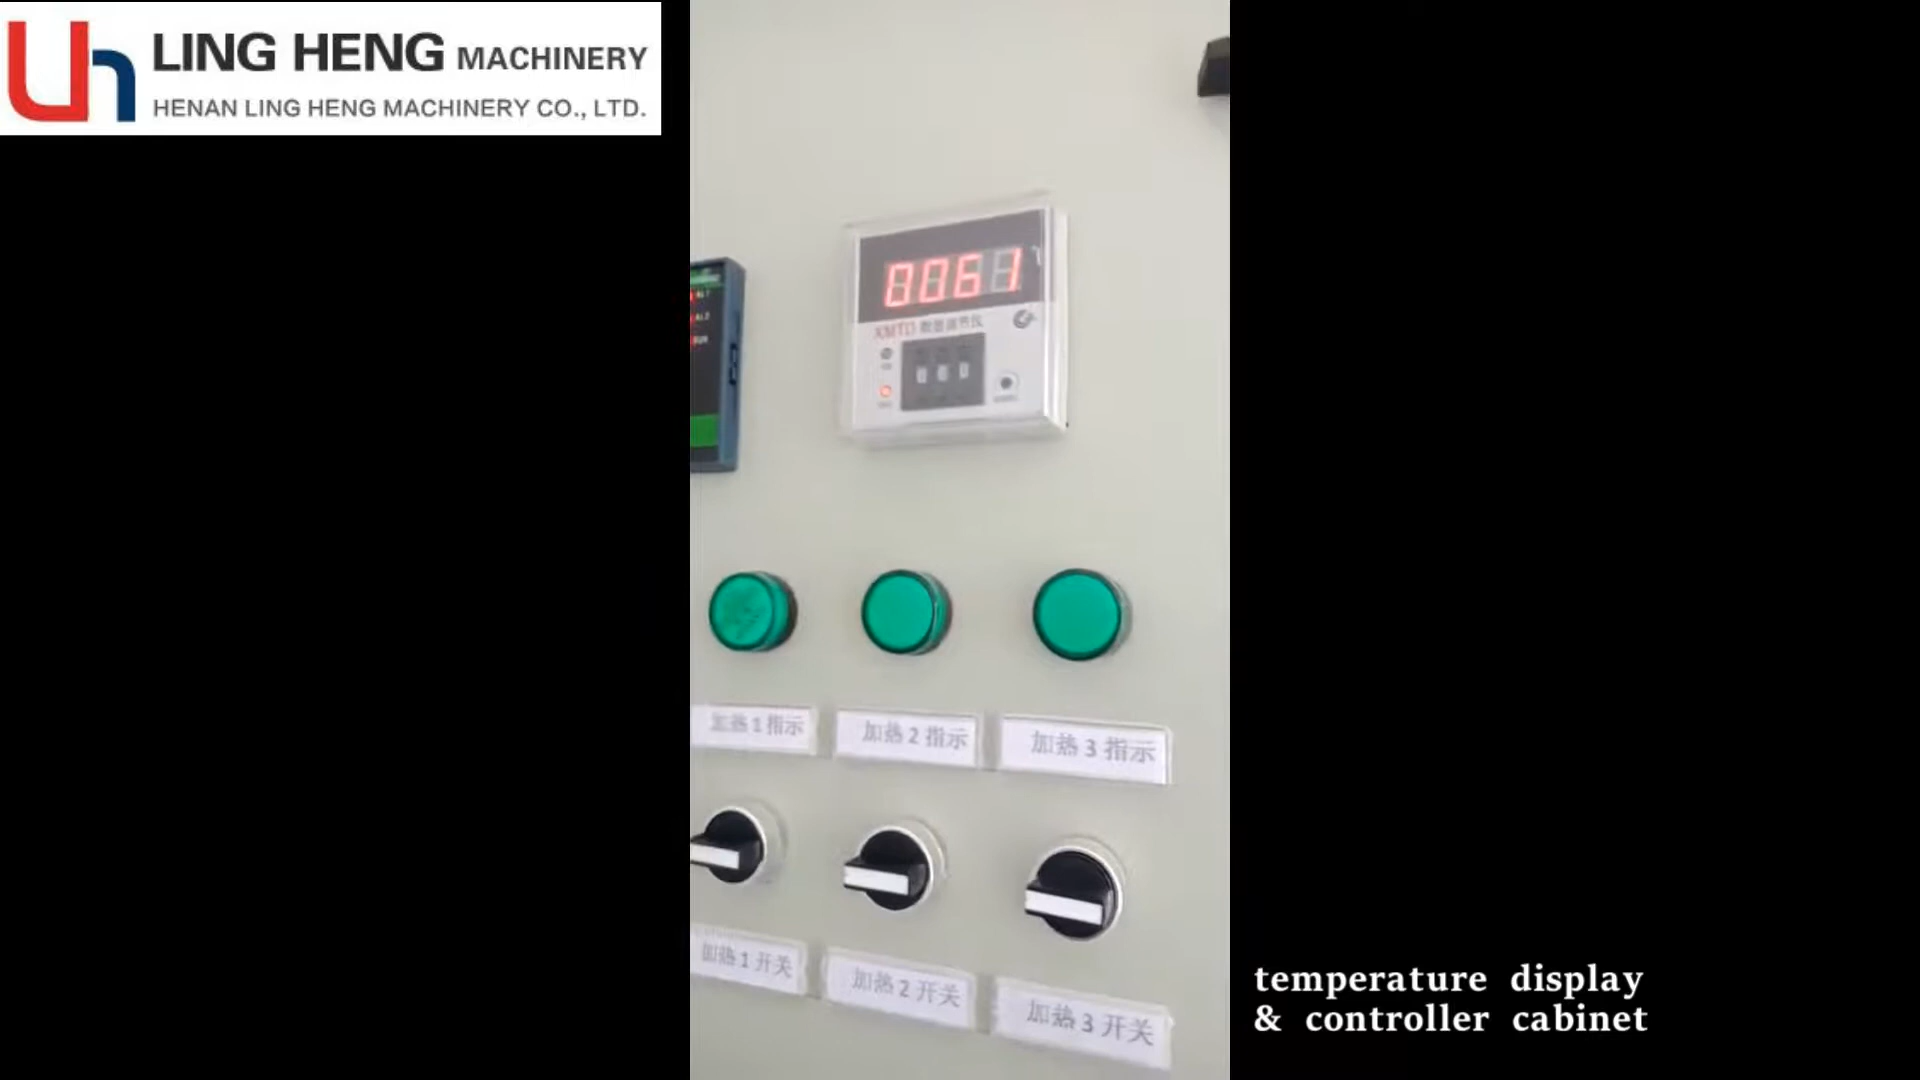 LING HENG MACHINERY
HENAN LING HENG MACHINERY CO., LTD.
0061
XMTD 数显调节仪
加热1指示
加热2指示
加热3指示
加热1开关
加热2开关
加热3开关
temperature display
& controller cabinet